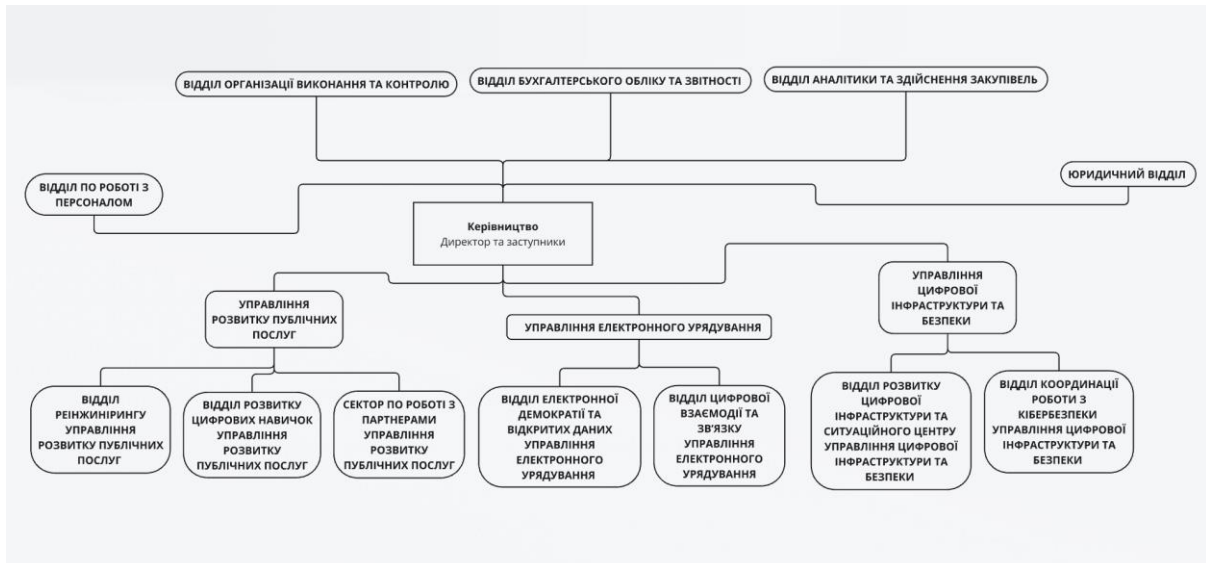 ВІДДІЛ ОРГАНІЗАЦІЇ ВИКОНАННЯ ТА КОНТРОЛЮ
ВІДДІЛ БУХГАЛТЕРСЬКОГО ОБЛІКУ ТА ЗВІТНОСТІ
ВІДДІЛ АНАЛІТИКИ ТА ЗДІЙСНЕННЯ ЗАКУПІВЕЛЬ
ВІДДІЛ ПО РОБОТІ З
ПЕРСОНАЛОМ
ЮРИДИЧНИЙ ВІДДІЛ
Керівництво
Директор та заступники
УПРАВЛІННЯ
РОЗВИТКУ ПУБЛІЧНИХ
ПОСЛУГ
УПРАВЛІННЯ ЕЛЕКТРОННОГО УРЯДУВАННЯ
УПРАВЛІННЯ
ЦИФРОВОЇ
ІНФРАСТРУКТУРИ ТА
БЕЗПЕКИ
ВІДДІЛ
РЕІНЖИНІРИНГУ
УПРАВЛІННЯ
РОЗВИТКУ ПУБЛІЧНИХ
ПОСЛУГ
ВІДДІЛ РОЗВИТКУ
ЦИФРОВИХ НАВИЧОК
УПРАВЛІННЯ
РОЗВИТКУ
ПУБЛІЧНИХ ПОСЛУГ
СЕКТОР ПО РОБОТІ З
ПАРТНЕРАМИ
УПРАВЛІННЯ
РОЗВИТКУ
ПУБЛІЧНИХ ПОСЛУГ
ВІДДІЛ ЕЛЕКТРОННОЇ
ДЕМОКРАТІЇ ТА
ВІДКРИТИХ ДАНИХ
УПРАВЛІННЯ
ЕЛЕКТРОННОГО
УРЯДУВАННЯ
ВІДДІЛ ЦИФРОВОЇ
ВЗАЄМОДІЇ ТА
ЗВ'ЯЗКУ
УПРАВЛІННЯ
ЕЛЕКТРОННОГО
УРЯДУВАННЯ
ВІДДІЛ РОЗВИТКУ
ЦИФРОВОЇ
ІНФРАСТРУКТУРИ ТА
СИТУАЦІЙНОГО ЦЕНТРУ
УПРАВЛІННЯ ЦИФРОВОЇ
ІНФРАСТРУКТУРИ ТА
БЕЗПЕКИ
ВІДДІЛ КООРДИНАЦІЇ
РОБОТИ З
КІБЕРБЕЗПЕКИ
УПРАВЛІННЯ ЦИФРОВОЇ
ІНФРАСТРУКТУРИ ТА
БЕЗПЕКИ